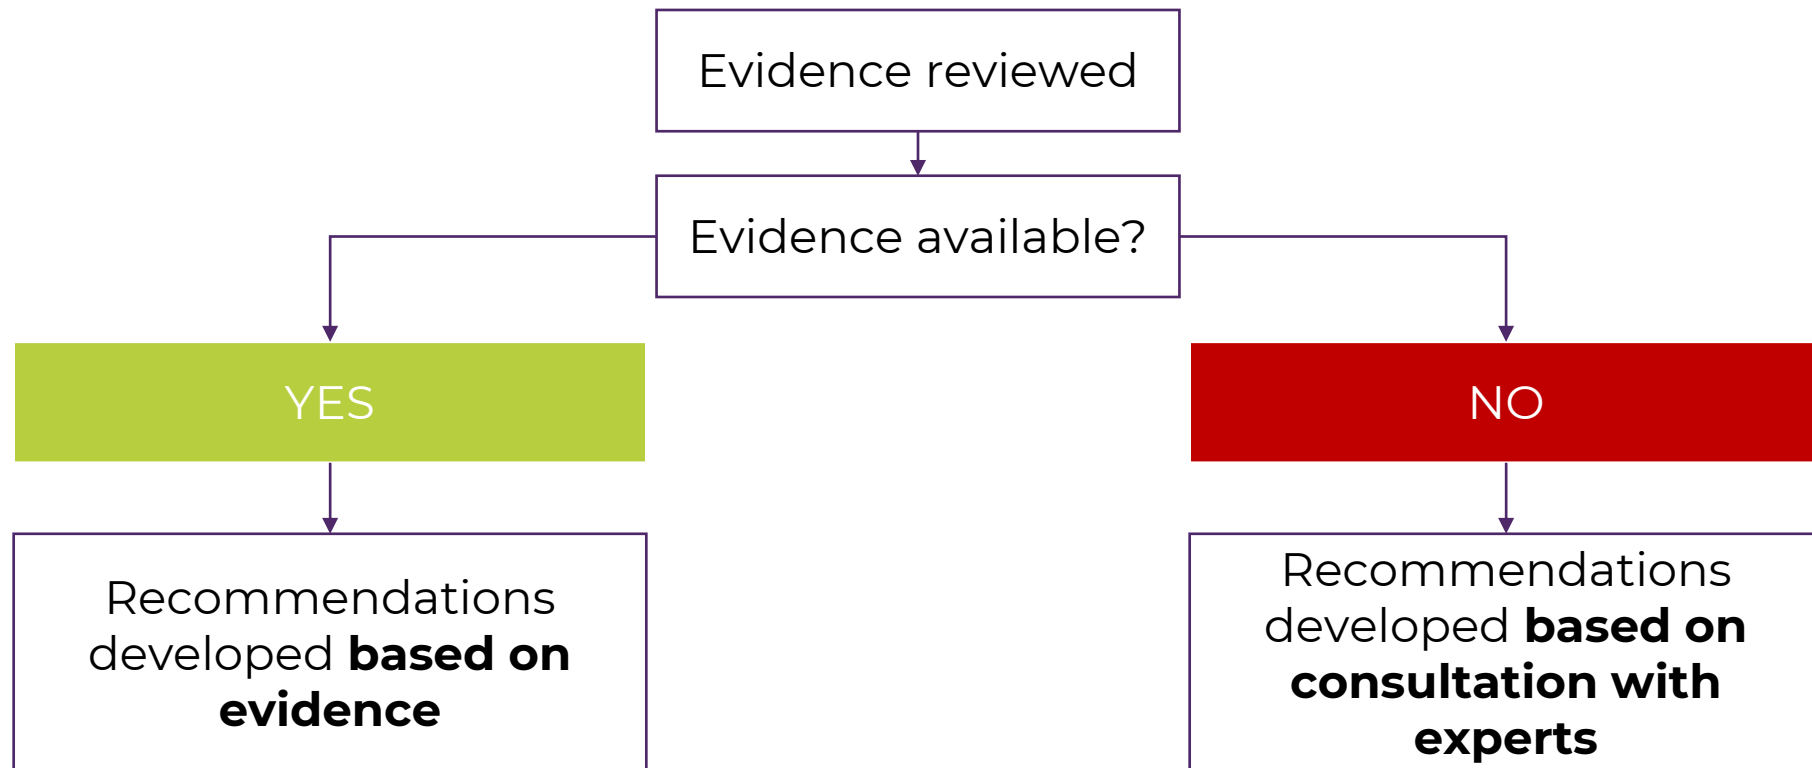 Evidence reviewed
Evidence available?
YES
NO
Recommendations
developed based on
evidence
Recommendations
developed based on
consultation with
experts